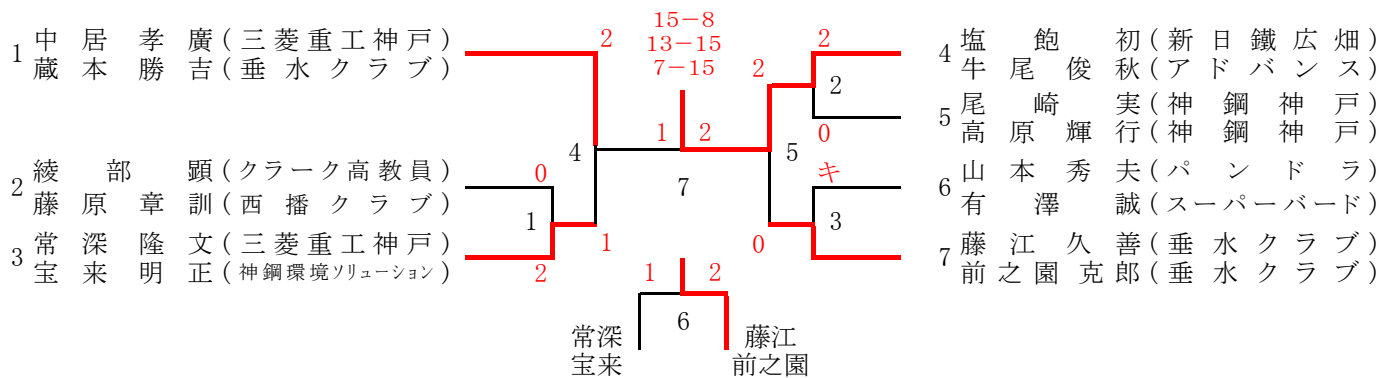 1 中居孝廣(三菱重工神戸)
蔵本勝吉(垂水クラブ)
2 綾部顕(クラーク高教員)
藤原章訓(西播クラブ)
3 常深隆文(三菱重工神戸)
宝来明正(神鋼環境ソリューション)
2
4
0
1
1
2
15-8
13-15
7-15
1 2
7
1 2
6
常深
宝来
藤江
前之園
2
2
2
0
5
キ
3
0
4 塩飽初(新日鐵広畑)
牛尾俊秋(アドバンス)
5 尾崎実(神鋼神戸)
高原輝行(神鋼神戸)
6 山本秀夫(パンドラ)
有澤誠(スーパーバード)
7 藤江久善(垂水クラブ)
前之園克郎(垂水クラブ)